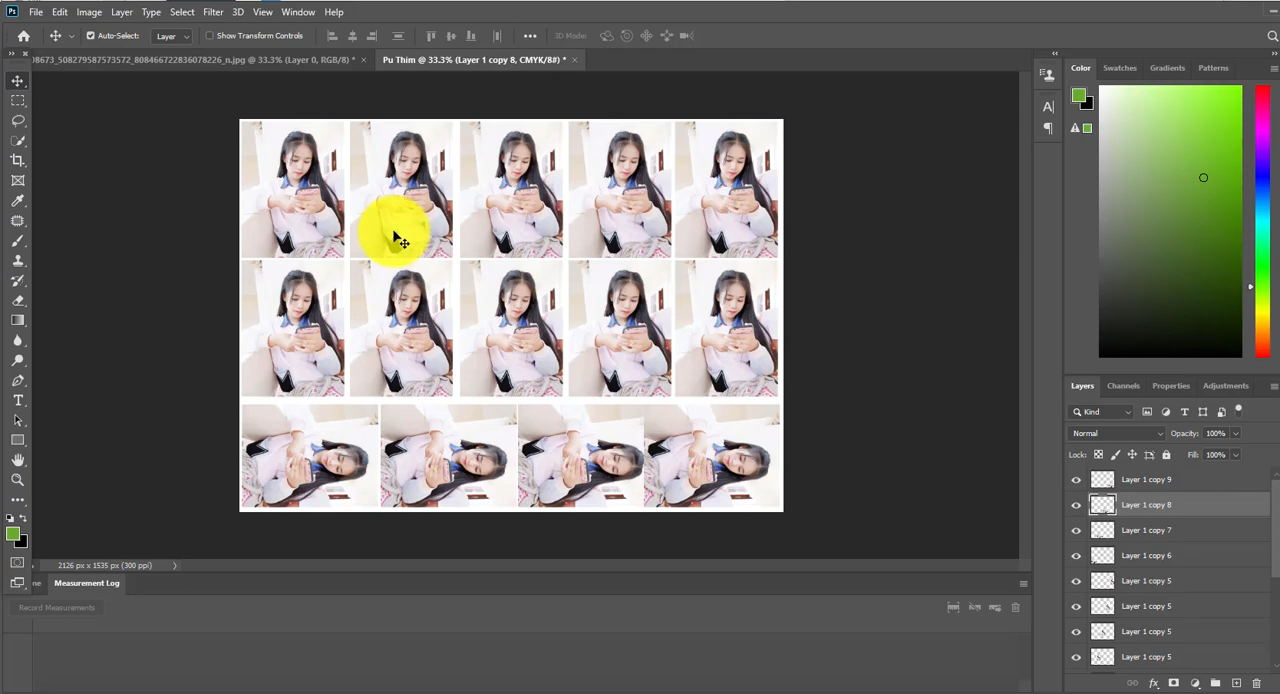 Ps File Edit Image Layer Type Select Filter 3D View Window Help
Auto-Select: Layer Show Transform Controls 3D Mode:
08673_508279587573572_808466722836078226_n.jpg @ 33.3% (Layer 0, RGB/8) * × Pu Thim @ 33.3% (Layer 1 copy 8, CMYK/8#) * ×
Color Swatches Gradients Patterns
Layers Channels Properties Adjustments
Kind
Normal Opacity: 100%
Lock: Fill: 100%
Layer 1 copy 9
Layer 1 copy 8
Layer 1 copy 7
Layer 1 copy 6
Layer 1 copy 5
Layer 1 copy 5
Layer 1 copy 5
Layer 1 copy 5
fx
2126 px x 1535 px (300 ppi)
ne Measurement Log
Record Measurements